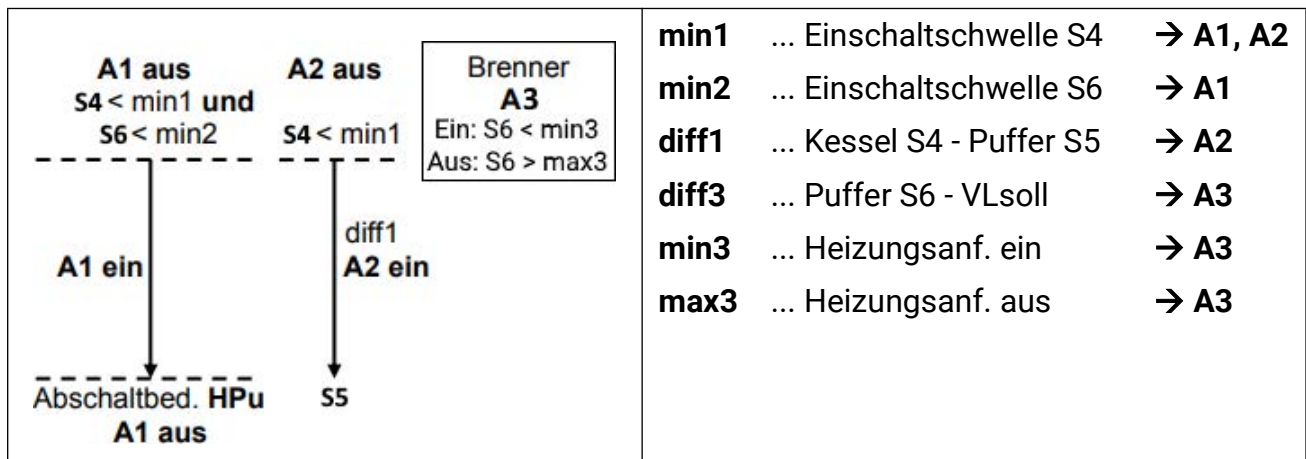 A1 aus
S4 < min1 und
S6 < min2
A1 ein
Abschaltbed. HPu
A1 aus
A2 aus
S4 < min1
diff1
A2 ein
S5
Brenner
A3
Ein: S6 < min3
Aus: S6 > max3
min1 ... Einschaltschwelle S4 → A1, A2
min2 ... Einschaltschwelle S6 → A1
diff1 ... Kessel S4 - Puffer S5 → A2
diff3 ... Puffer S6 - VLsoll → A3
min3 ... Heizungsanf. ein → A3
max3 ... Heizungsanf. aus → A3